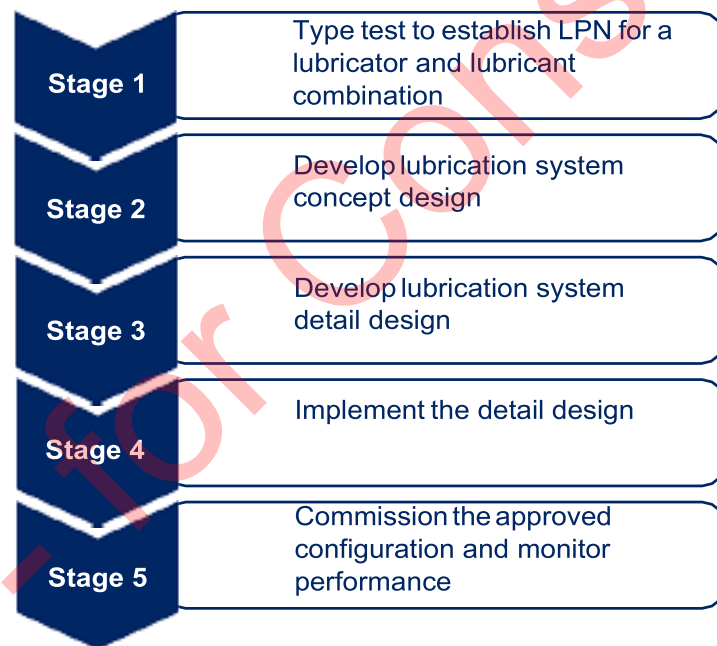 Stage 1
Type test to establish LPN for a
lubricator and lubricant
combination
Stage 2
Develop lubrication system
concept design
Stage 3
Develop lubrication system
detail design
Stage 4
Implement the detail design
Stage 5
Commission the approved
configuration and monitor
performance
- for Cons